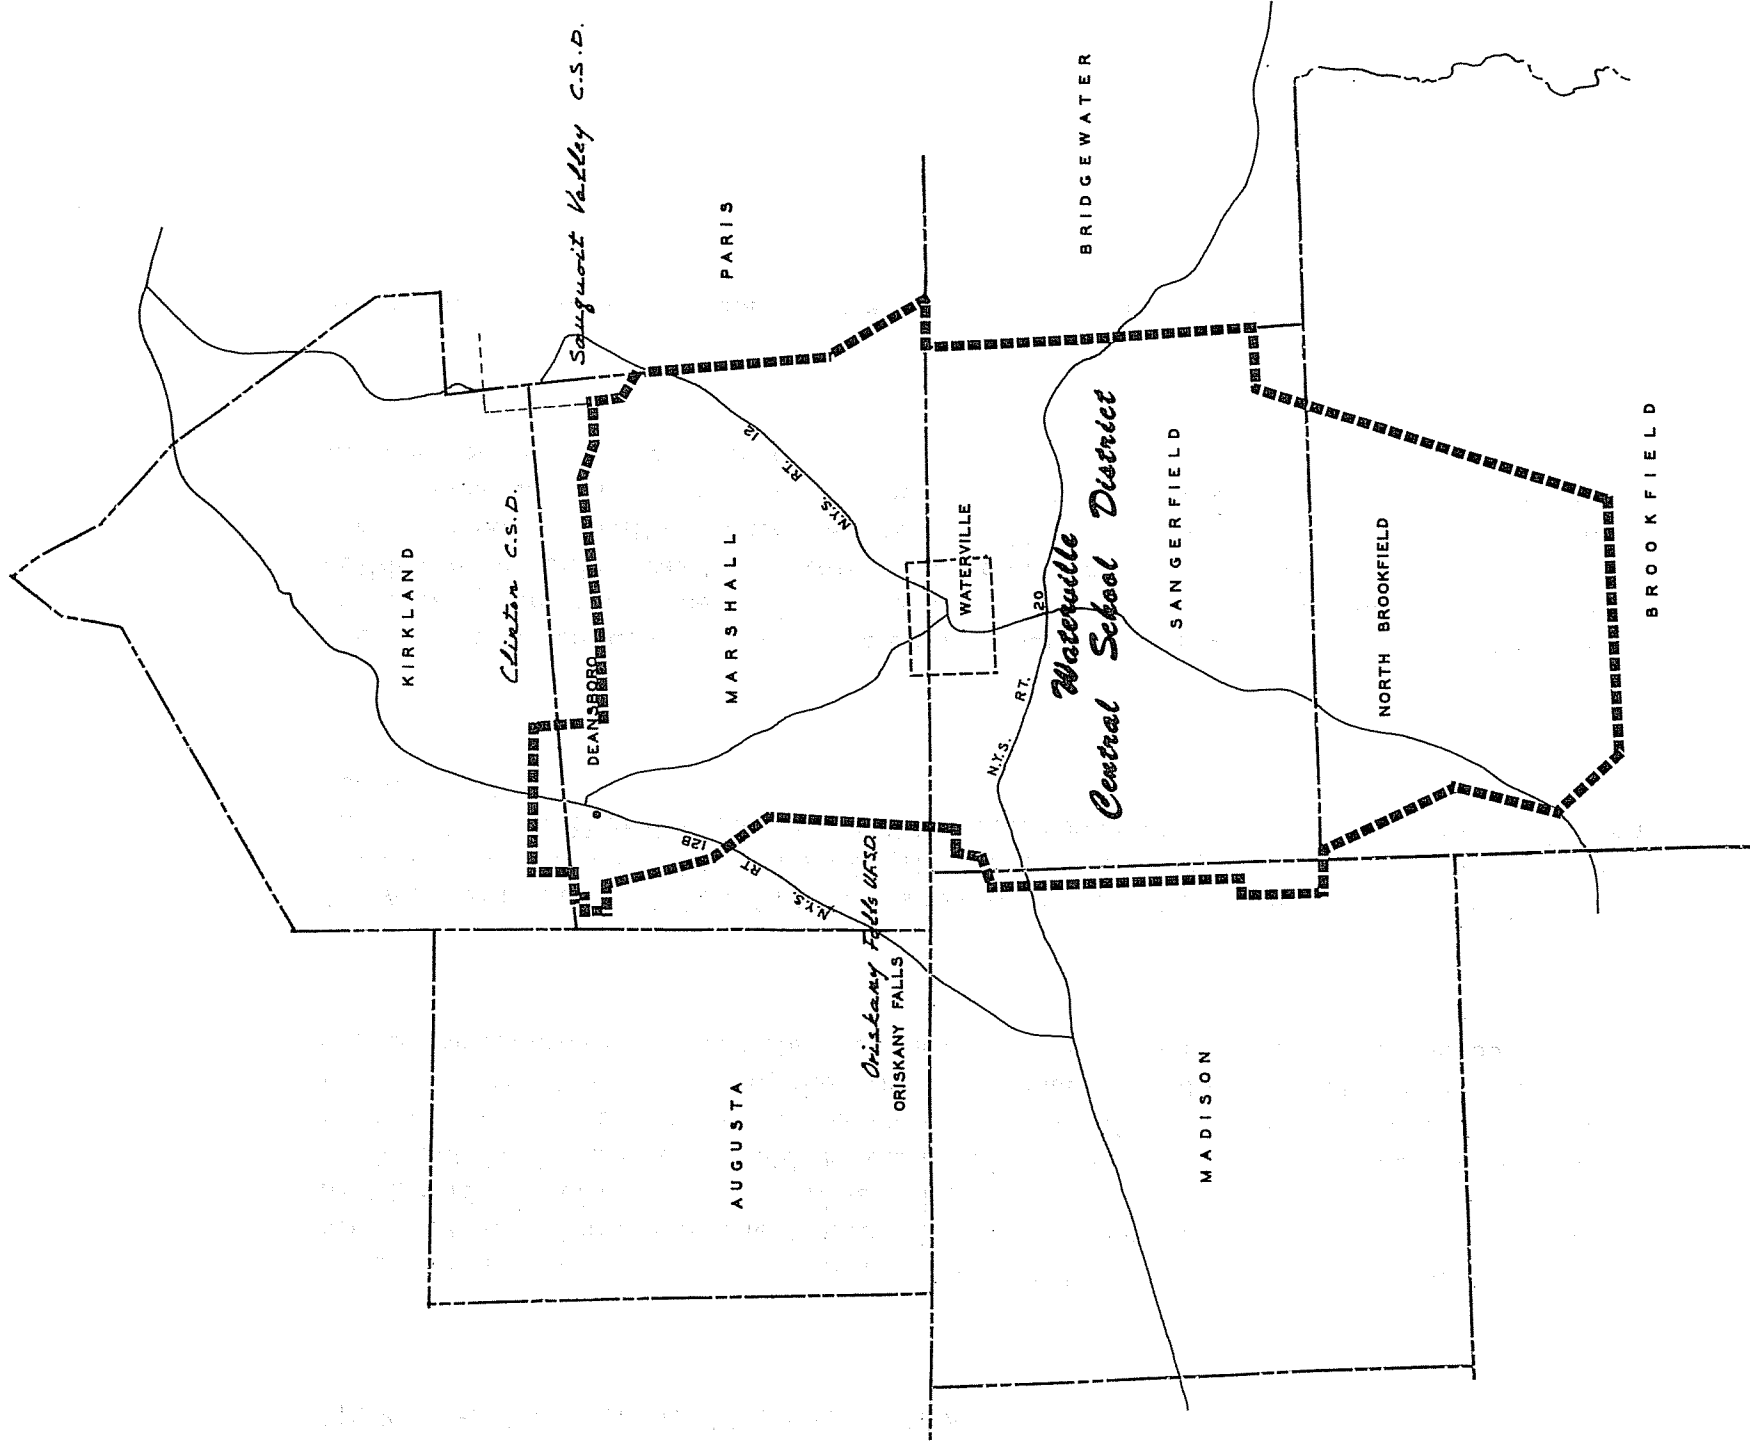 KIRKLAND
Clinton C.S.D.
Sauquoit Valley C.S.D.
DEANSBORO
MARSHALL
PARIS
N.Y.S. RT. 12
N.Y.S. RT 12B
AUGUSTA
Oriskany Falls U.F.S.D.
ORISKANY FALLS
WATERVILLE
BRIDGEWATER
N.Y.S. RT. 20
Waterville
Central School District
SANGERFIELD
MADISON
NORTH BROOKFIELD
BROOKFIELD